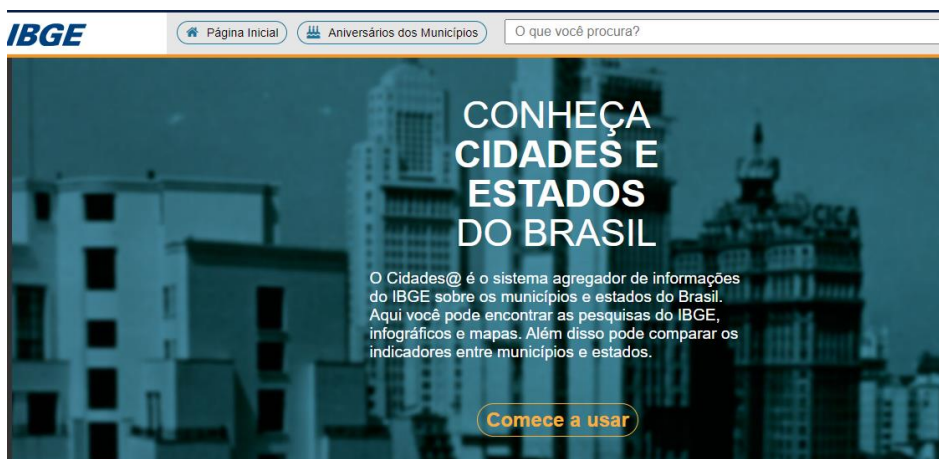 IBGE
Página Inicial
Aniversários dos Municípios
O que você procura?
CONHEÇA
CIDADES E
ESTADOS
DO BRASIL
CICA
O Cidades@ é o sistema agregador de informações
do IBGE sobre os municípios e estados do Brasil.
Aqui você pode encontrar as pesquisas do IBGE,
infográficos e mapas. Além disso pode comparar os
indicadores entre municípios e estados.
Comece a usar